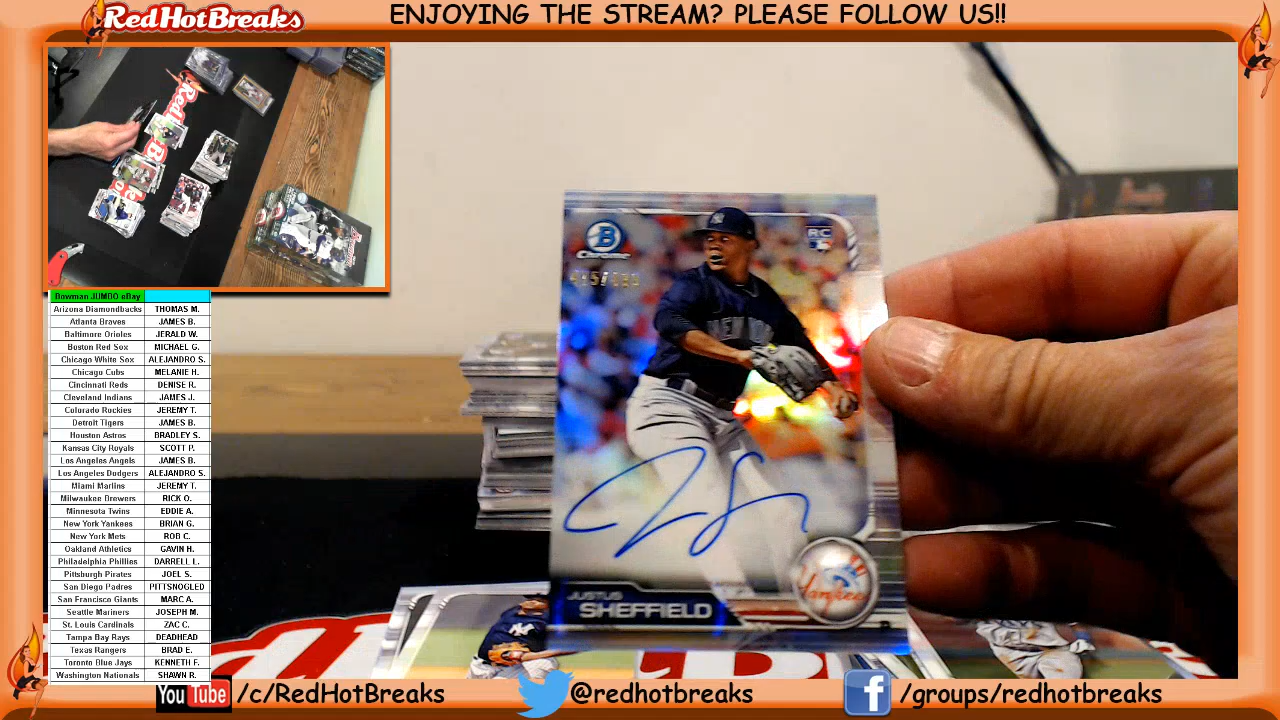 RedHotBreaks
ENJOYING THE STREAM? PLEASE FOLLOW US!!
Bowman JUMBO eBay
Arizona Diamondbacks THOMAS M.
Atlanta Braves JAMES B.
Baltimore Orioles JERALD W.
Boston Red Sox MICHAEL G.
Chicago White Sox ALEJANDRO S.
Chicago Cubs MELANIE H.
Cincinnati Reds DENISE R.
Cleveland Indians JAMES J.
Colorado Rockies JEREMY T.
Detroit Tigers JAMES B.
Houston Astros BRADLEY S.
Kansas City Royals SCOTT P.
Los Angeles Angels JAMES B.
Los Angeles Dodgers ALEJANDRO S.
Miami Marlins JEREMY T.
Milwaukee Brewers RICK O.
Minnesota Twins EDDIE A.
New York Yankees BRIAN G.
New York Mets ROB C.
Oakland Athletics GAVIN H.
Philadelphia Phillies DARRELL L.
Pittsburgh Pirates JOEL S.
San Diego Padres PITTSNOGLED
San Francisco Giants MARC A.
Seattle Mariners JOSEPH M.
St. Louis Cardinals ZAC C.
Tampa Bay Rays DEADHEAD
Texas Rangers BRAD E.
Toronto Blue Jays KENNETH F.
Washington Nationals SHAWN R.
B
Chrome
RC
NEW YORK
Yankees
JUSTUS
SHEFFIELD
YouTube /c/RedHotBreaks
@redhotbreaks
f /groups/redhotbreaks